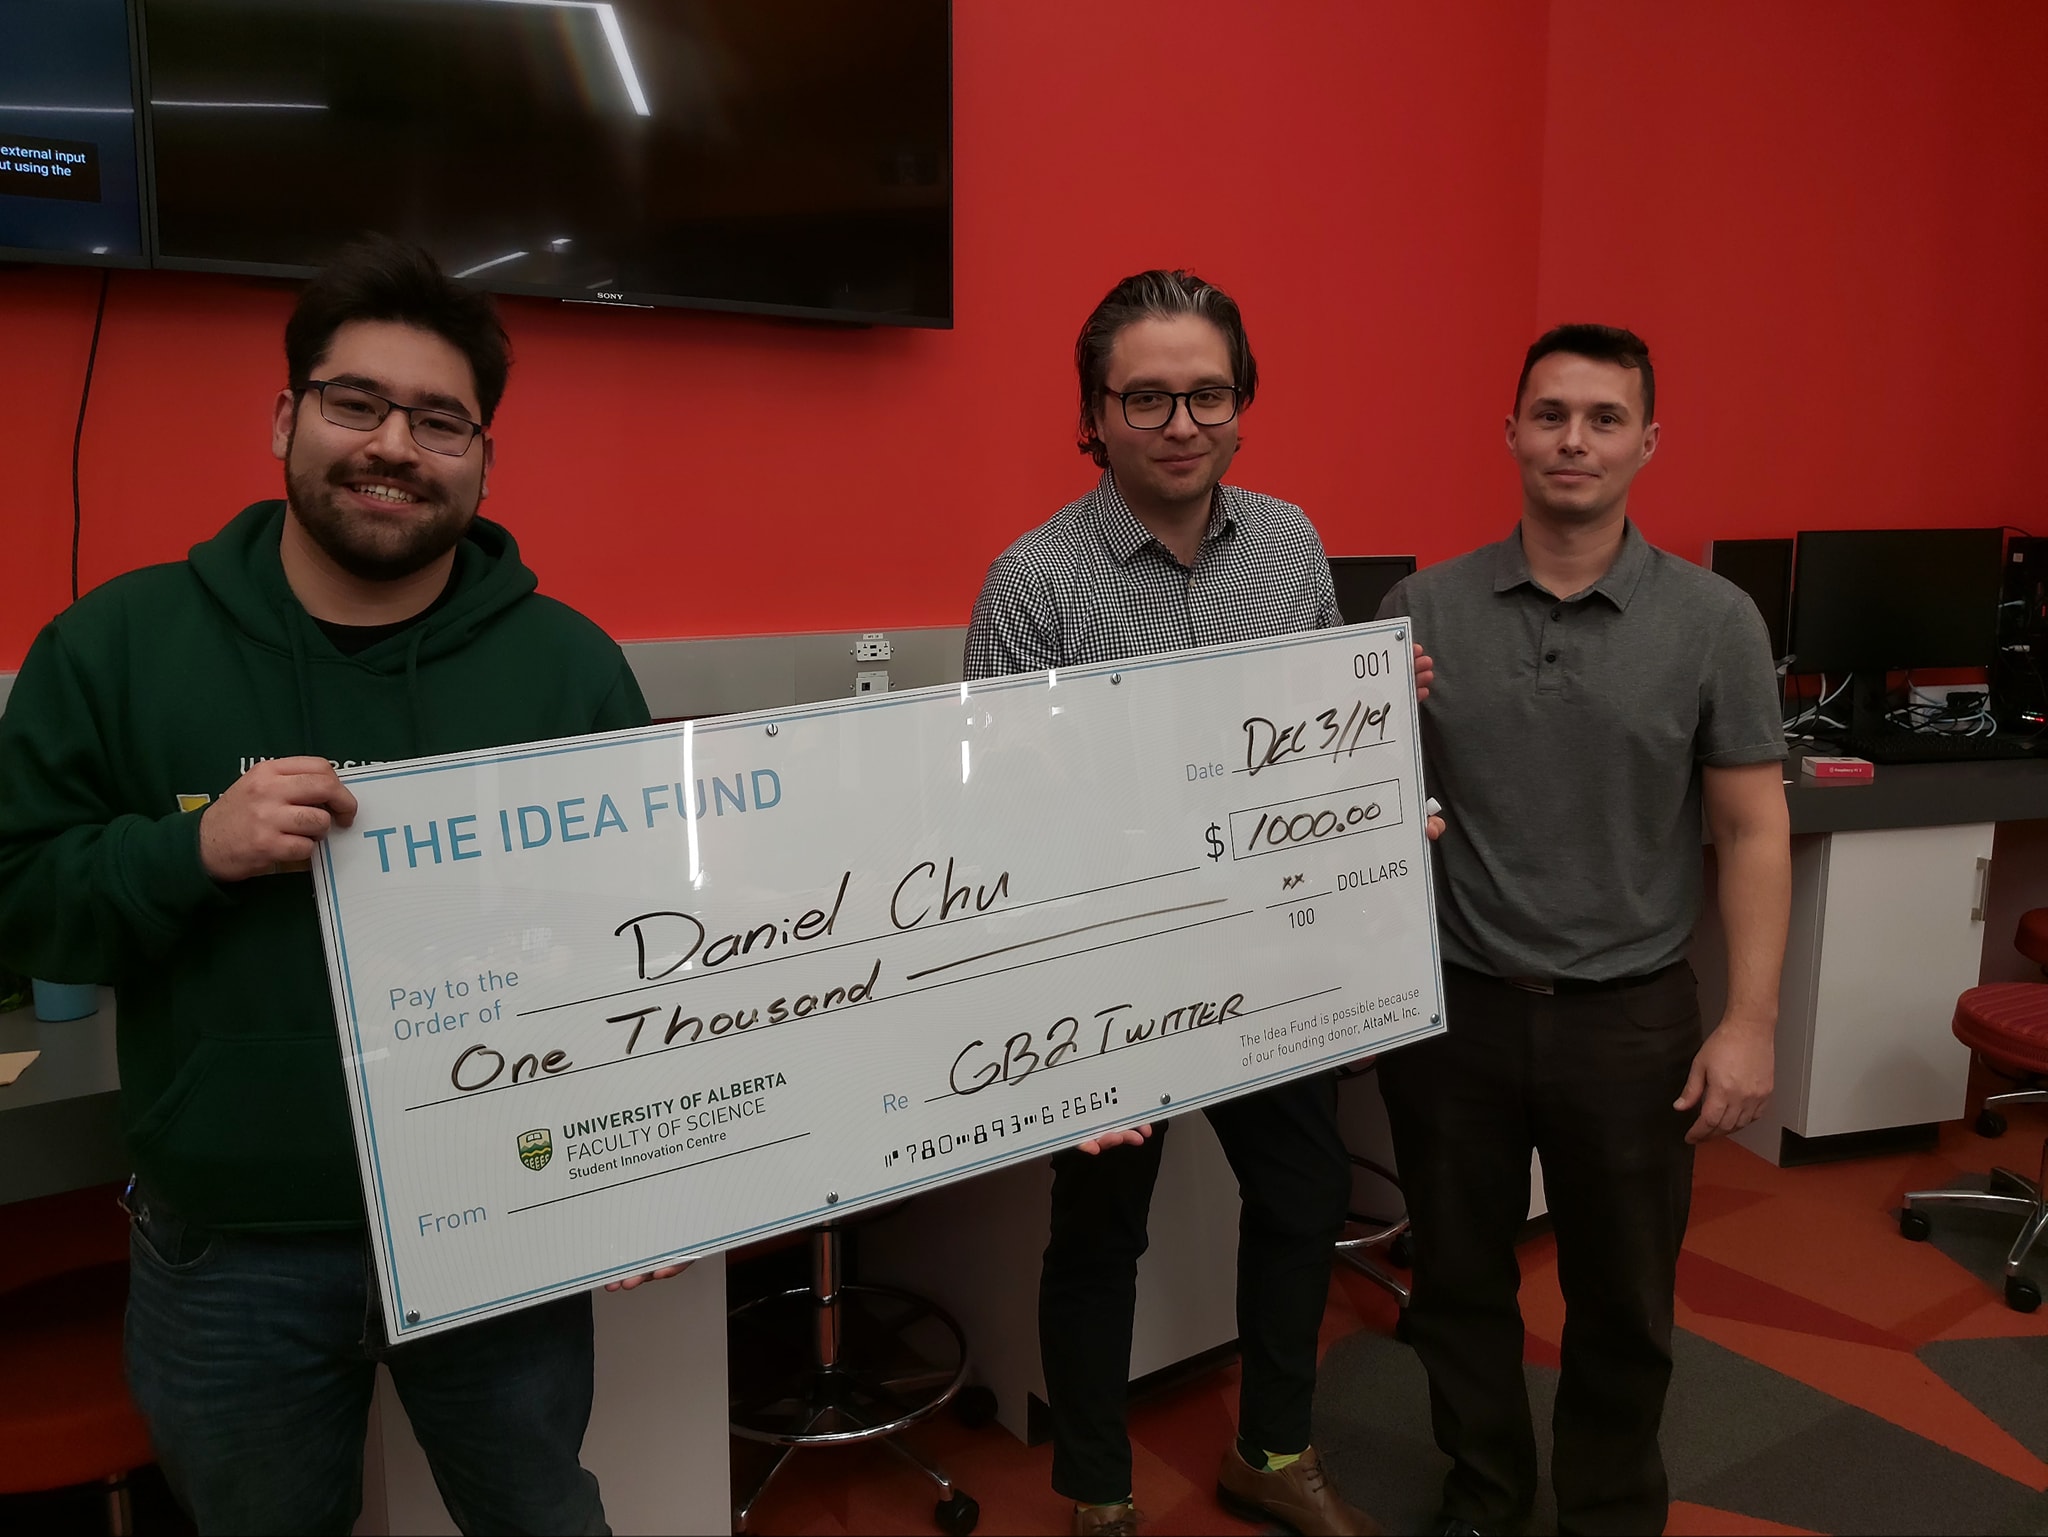 external input
ut using the
SONY
001
Date DEC 3/19
THE IDEA FUND
$ 1000.00
Pay to the
Order of Daniel Chu
One Thousand xx/100 DOLLARS
Re GB2 TWITTER
The Idea Fund is possible because
of our founding donor, AltaML Inc.
UNIVERSITY OF ALBERTA
FACULTY OF SCIENCE
Student Innovation Centre
From
780 893 6 266